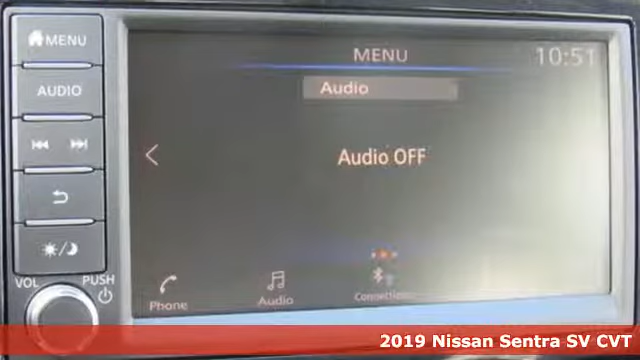 MENU
AUDIO
VOL
PUSH
MENU
10:51
Audio
Audio OFF
Phone
Audio
Connections
2019 Nissan Sentra SV CVT